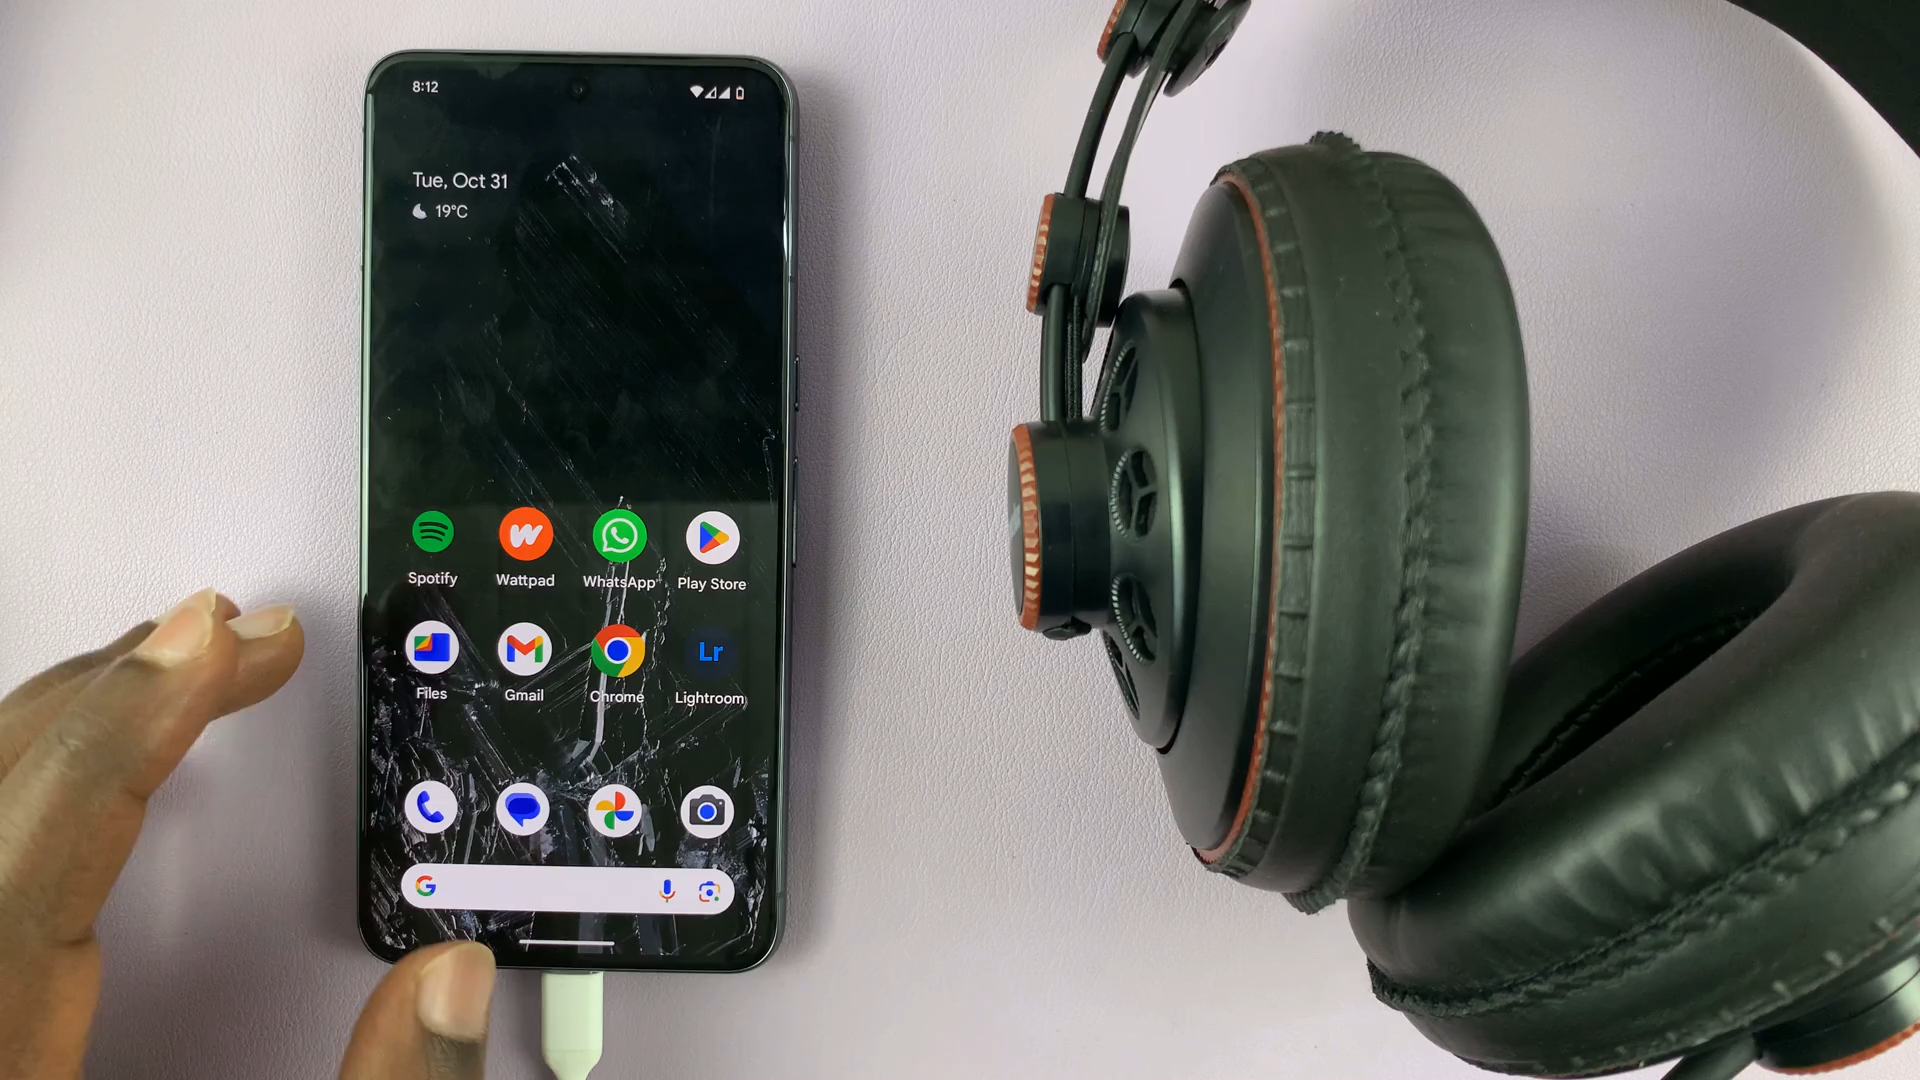 8:12
Tue, Oct 31
19°C
Spotify
Wattpad
WhatsApp
Play Store
Lr
Files
Gmail
Chrome
Lightroom
G